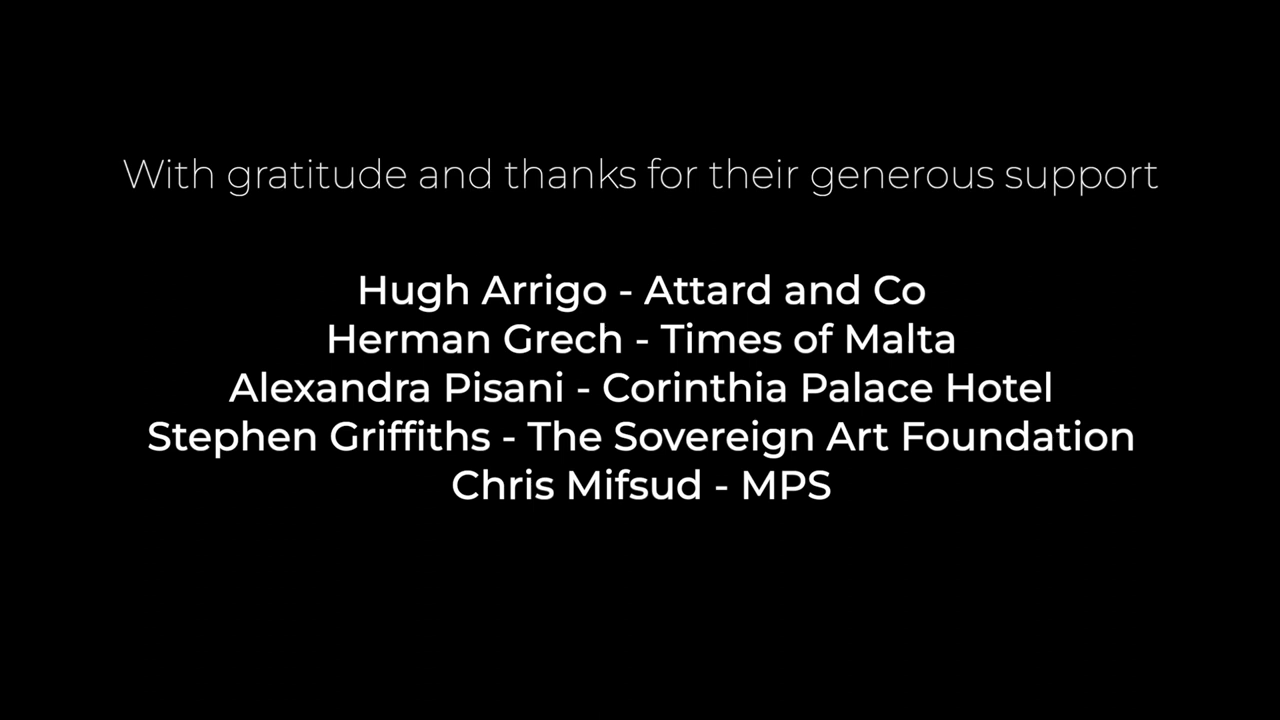 With gratitude and thanks for their generous support
Hugh Arrigo - Attard and Co
Herman Grech - Times of Malta
Alexandra Pisani - Corinthia Palace Hotel
Stephen Griffiths - The Sovereign Art Foundation
Chris Mifsud - MPS